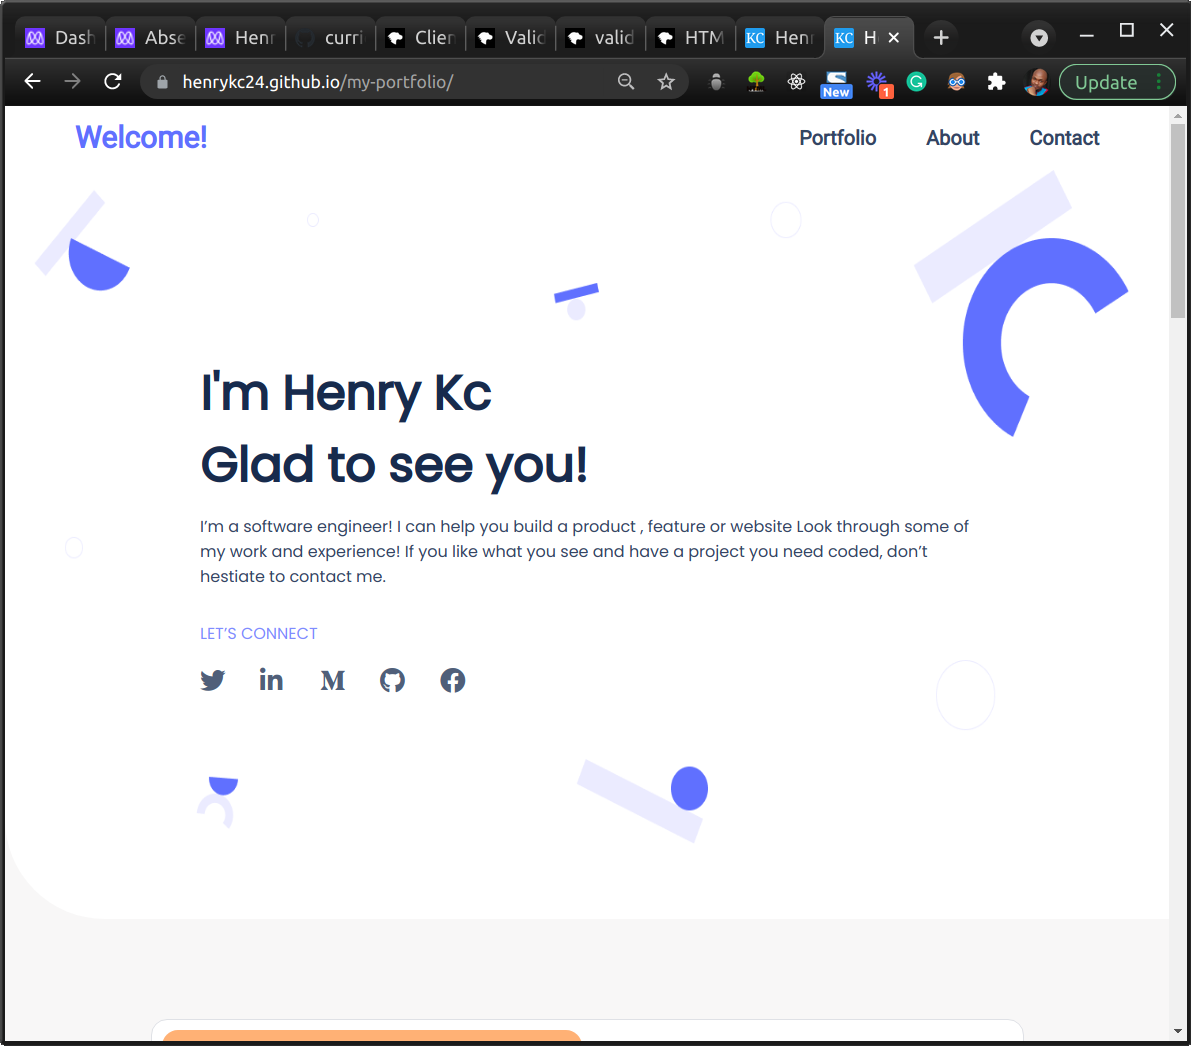 Dash
Abse
Henr
curri
Clien
Valid
valid
HTM
KC Henr
KC H
henrykc24.github.io/my-portfolio/
New
1
Update
Welcome!
Portfolio
About
Contact
I'm Henry Kc
Glad to see you!
I’m a software engineer! I can help you build a product , feature or website Look through some of
my work and experience! If you like what you see and have a project you need coded, don’t
hestiate to contact me.
LET’S CONNECT